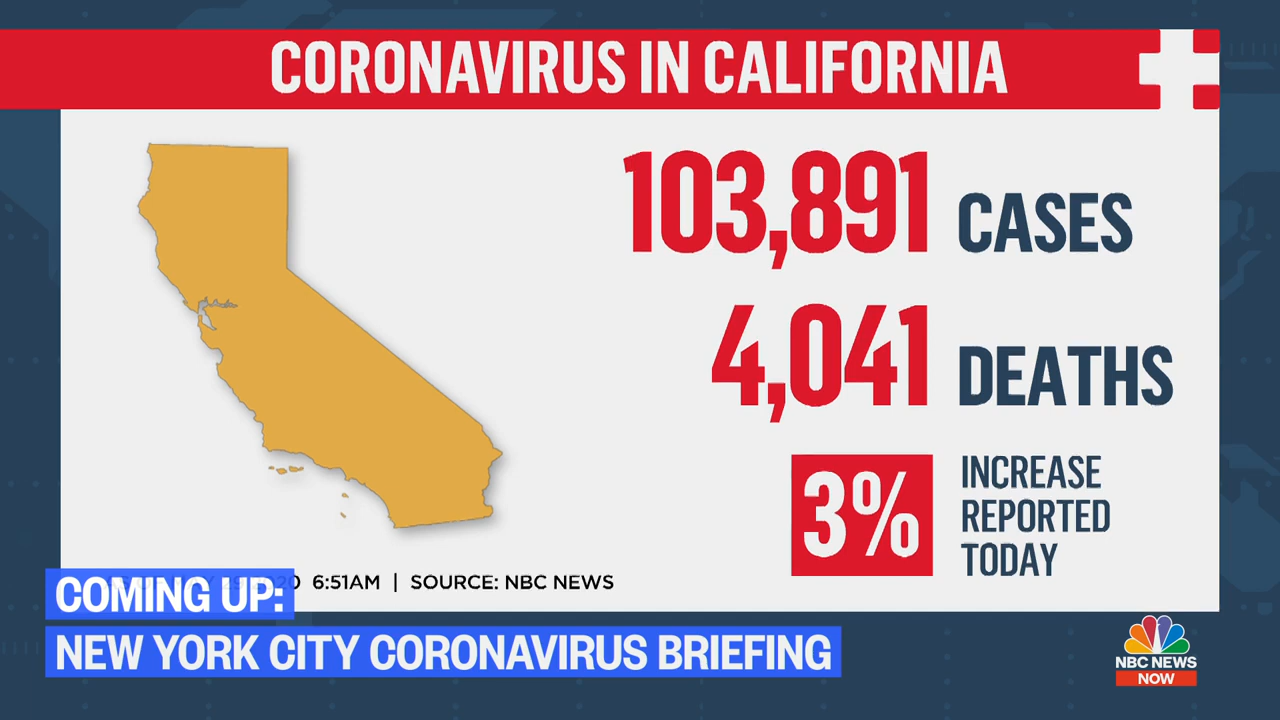 CORONAVIRUS IN CALIFORNIA
103,891 CASES
4,041 DEATHS
3% INCREASE
REPORTED
TODAY
6:51AM | SOURCE: NBC NEWS
COMING UP:
NEW YORK CITY CORONAVIRUS BRIEFING
NBC NEWS
NOW